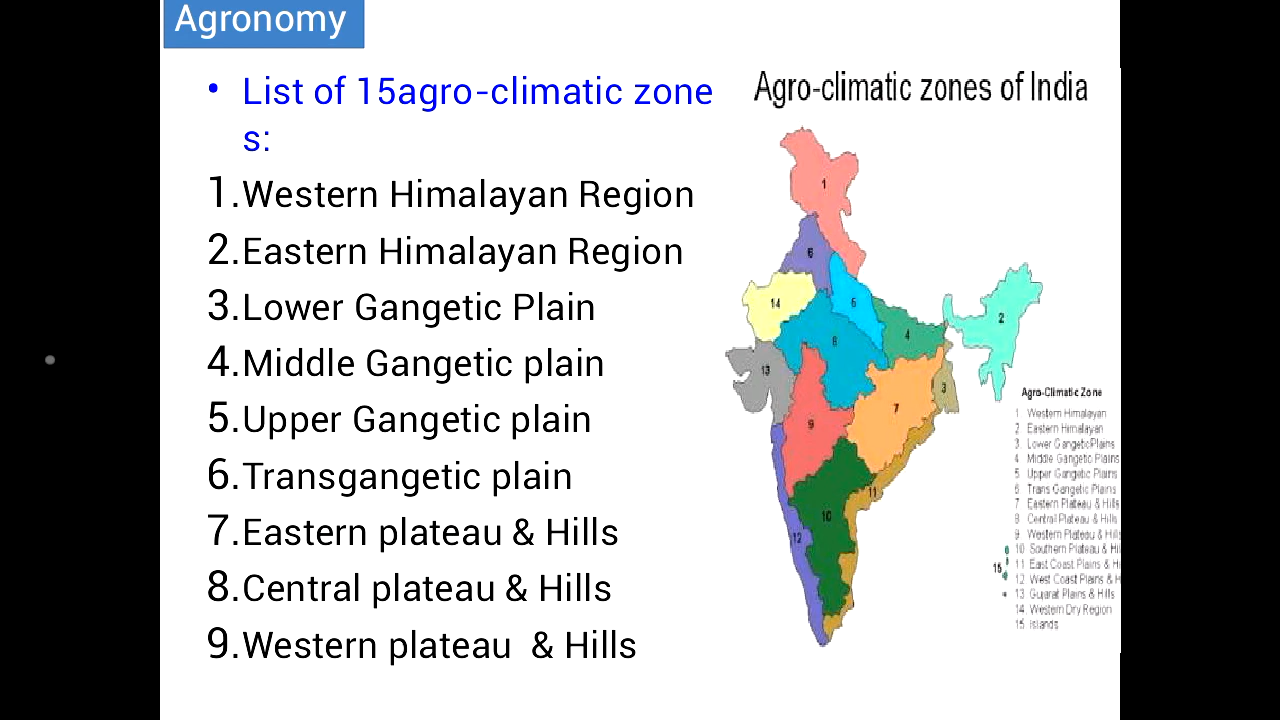 Agronomy
• List of 15agro-climatic zone
s:
1.Western Himalayan Region
2.Eastern Himalayan Region
3.Lower Gangetic Plain
4.Middle Gangetic plain
5.Upper Gangetic plain
6.Transgangetic plain
7.Eastern plateau & Hills
8.Central plateau & Hills
9.Western plateau & Hills
Agro-climatic zones of India
1
6
14
5
2
8
4
13
3
7
9
11
10
12
15
Agro-Climatic Zone
1 Western Himalayan
2 Eastern Himalayan
3 Lower GangeticPlains
4 Middle Gangetic Plains
5 Upper Gangetic Plains
6 Trans Gangetic Plains
7 Eastern Plateau & Hills
8 Central Plateau & Hills
9 Western Plateau & Hills
10 Southern Plateau & Hi
11 East Coast Plains & H
12 West Coast Plains & H
13 Gujarat Plains & Hills
14 Western Dry Region
15 Islands